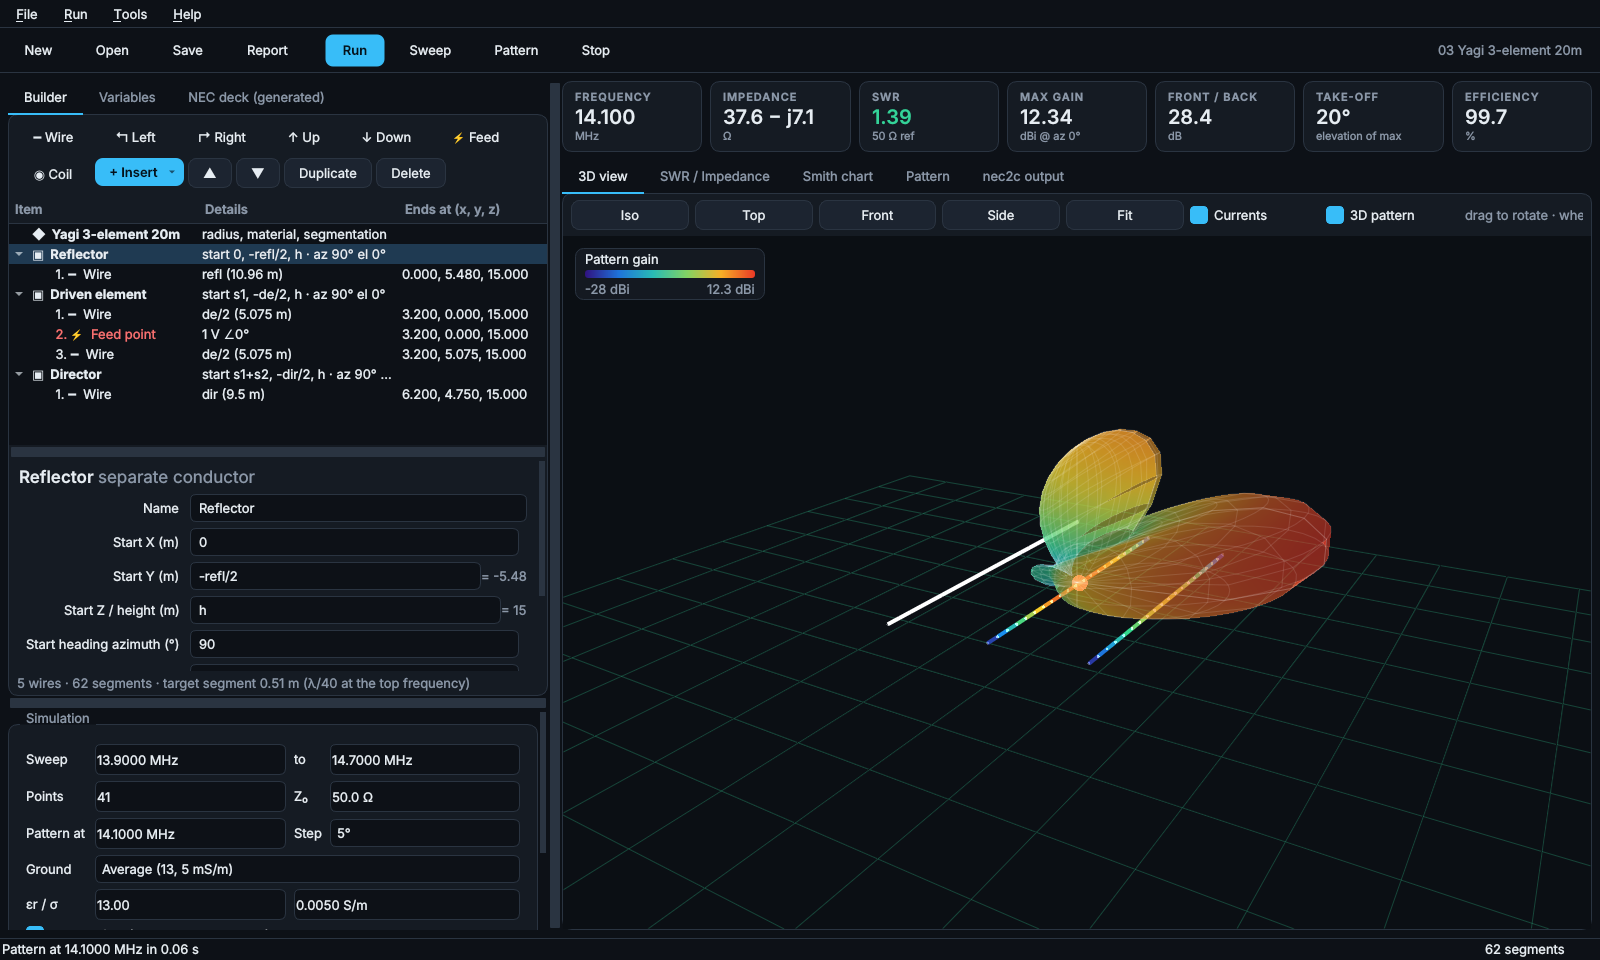 File Run Tools Help
New Open Save Report Run Sweep Pattern Stop 03 Yagi 3-element 20m
Builder Variables NEC deck (generated)
Wire Left Right Up Down Feed
Coil + Insert ▲ ▼ Duplicate Delete
Item Details Ends at (x, y, z)
Yagi 3-element 20m radius, material, segmentation
Reflector start 0, -refl/2, h · az 90° el 0°
1. Wire refl (10.96 m) 0.000, 5.480, 15.000
Driven element start s1, -de/2, h · az 90° el 0°
1. Wire de/2 (5.075 m) 3.200, 0.000, 15.000
2. Feed point 1 V ∠0° 3.200, 0.000, 15.000
3. Wire de/2 (5.075 m) 3.200, 5.075, 15.000
Director start s1+s2, -dir/2, h · az 90° ...
1. Wire dir (9.5 m) 6.200, 4.750, 15.000
Reflector separate conductor
Name Reflector
Start X (m) 0
Start Y (m) -refl/2 = -5.48
Start Z / height (m) h = 15
Start heading azimuth (°) 90
5 wires · 62 segments · target segment 0.51 m (λ/40 at the top frequency)
Simulation
Sweep 13.9000 MHz to 14.7000 MHz
Points 41 Z₀ 50.0 Ω
Pattern at 14.1000 MHz Step 5°
Ground Average (13, 5 mS/m)
εr / σ 13.00 0.0050 S/m
FREQUENCY
14.100
MHz
IMPEDANCE
37.6 − j7.1
Ω
SWR
1.39
50 Ω ref
MAX GAIN
12.34
dBi @ az 0°
FRONT / BACK
28.4
dB
TAKE-OFF
20°
elevation of max
EFFICIENCY
99.7
%
3D view SWR / Impedance Smith chart Pattern nec2c output
Iso Top Front Side Fit Currents 3D pattern drag to rotate · whe
Pattern gain
-28 dBi 12.3 dBi
Pattern at 14.1000 MHz in 0.06 s 62 segments